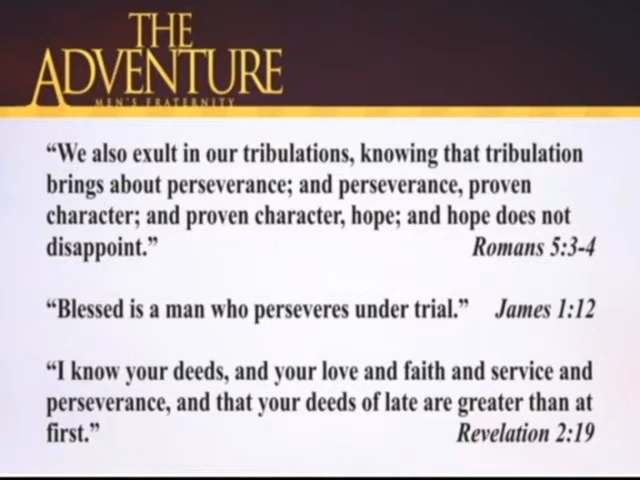 THE
ADVENTURE
MEN'S FRATERNITY
“We also exult in our tribulations, knowing that tribulation
brings about perseverance; and perseverance, proven
character; and proven character, hope; and hope does not
disappoint.” Romans 5:3-4
“Blessed is a man who perseveres under trial.” James 1:12
“I know your deeds, and your love and faith and service and
perseverance, and that your deeds of late are greater than at
first.” Revelation 2:19